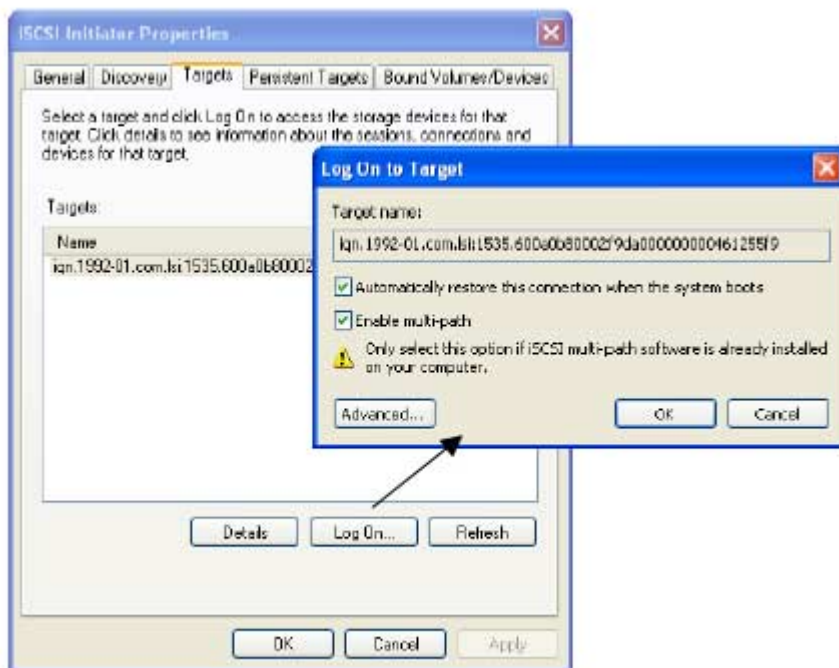 iSCSI Initiator Properties
General
Discovery
Targets
Persistent Targets
Bound Volumes/Devices
Select a target and click Log On to access the storage devices for that
target. Click details to see information about the sessions, connections and
devices for that target.
Targets:
Name
iqn.1992-01.com.lsi:1535.600a0b80002
Details
Log On...
Refresh
OK
Cancel
Apply
Log On to Target
Target name:
iqn.1992-01.com.lsi:1535.600a0b80002f9da00000000461255f9
Automatically restore this connection when the system boots
Enable multi-path
Only select this option if iSCSI multi-path software is already installed
on your computer.
Advanced...
OK
Cancel